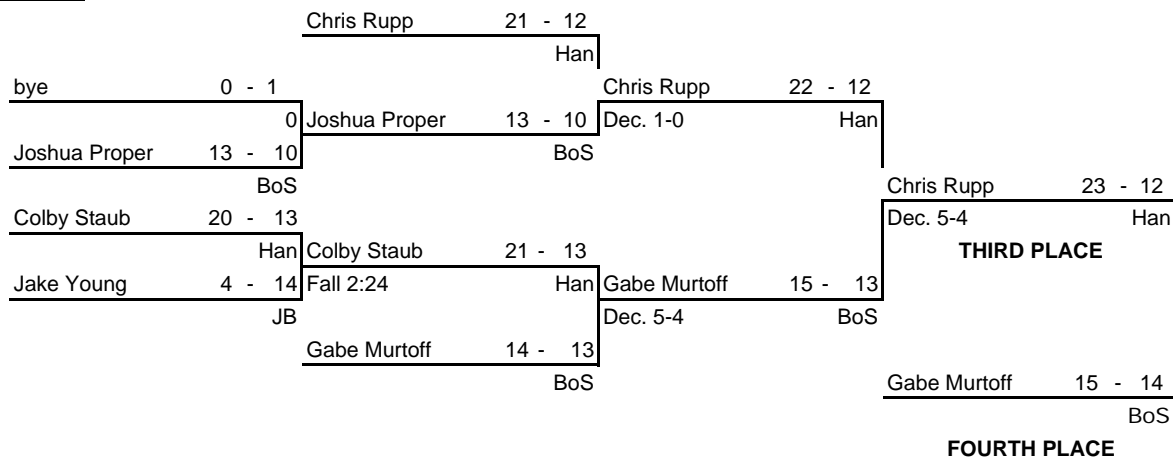 Chris Rupp 21 - 12
Han
bye 0 - 1 Chris Rupp 22 - 12
0 Joshua Proper 13 - 10 Dec. 1-0 Han
Joshua Proper 13 - 10 BoS
BoS Chris Rupp 23 - 12
Colby Staub 20 - 13 Dec. 5-4 Han
Han Colby Staub 21 - 13 THIRD PLACE
Jake Young 4 - 14 Fall 2:24 Han Gabe Murtoff 15 - 13
JB Dec. 5-4 BoS
Gabe Murtoff 14 - 13
BoS Gabe Murtoff 15 - 14
BoS
FOURTH PLACE